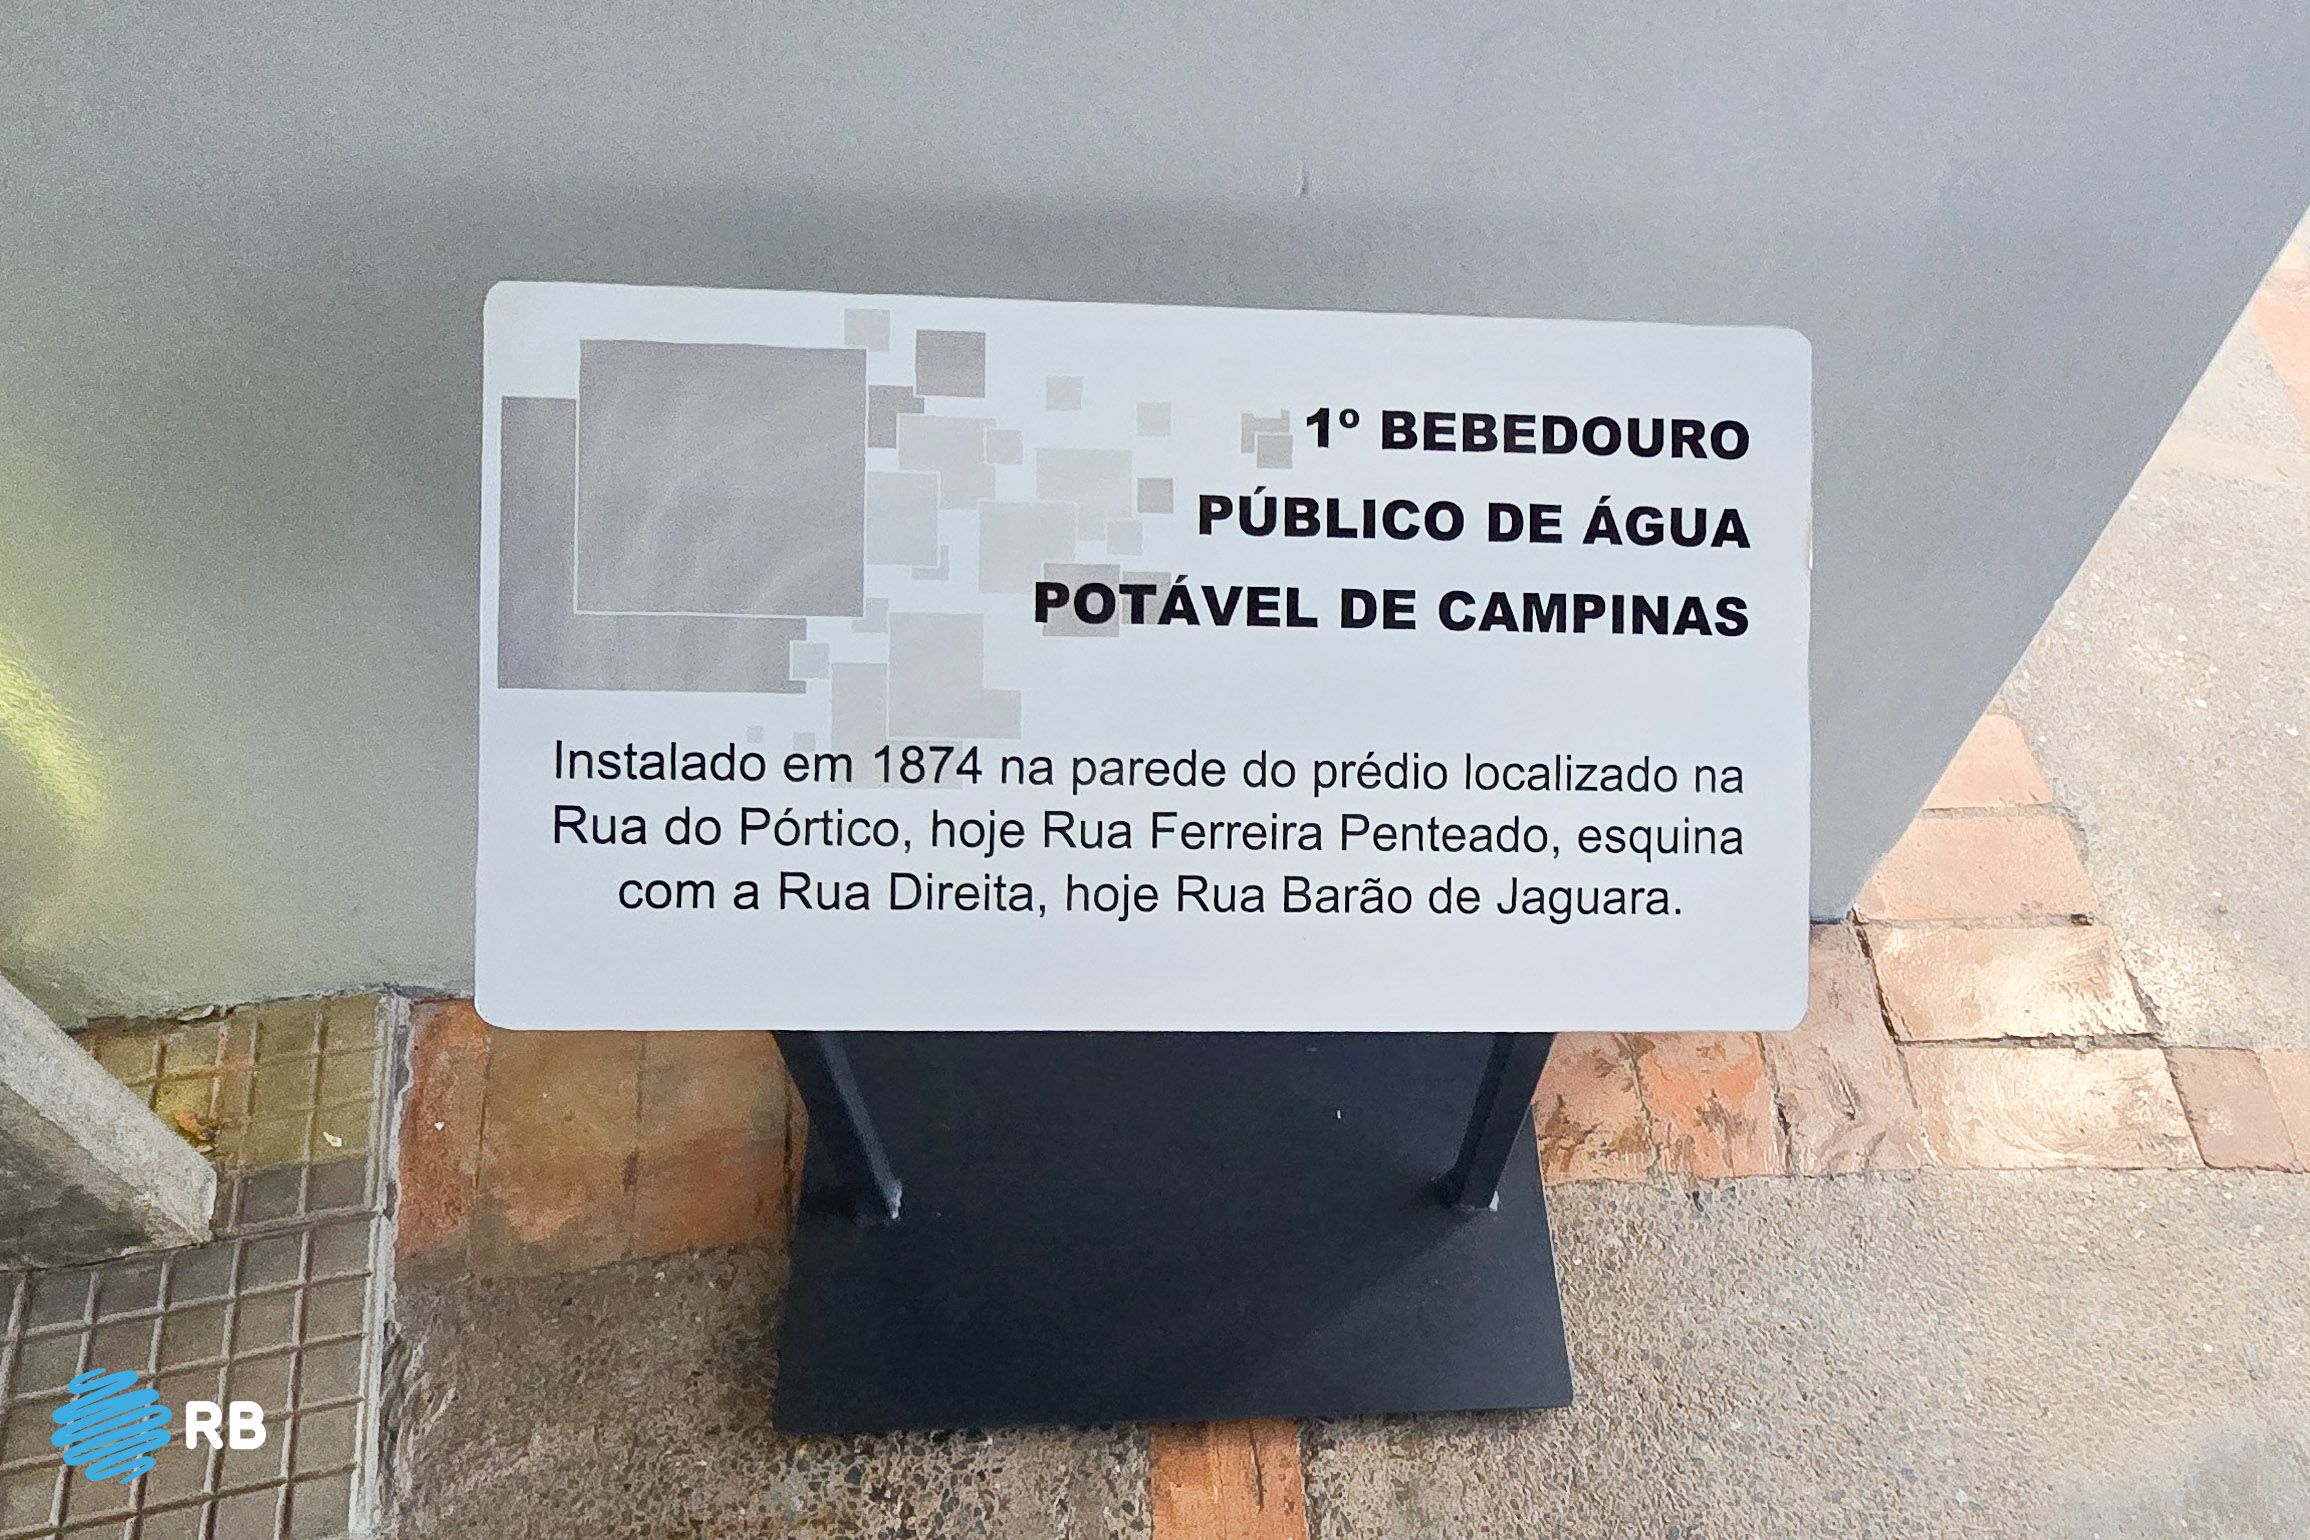 1º BEBEDOURO
PÚBLICO DE ÁGUA
POTÁVEL DE CAMPINAS
Instalado em 1874 na parede do prédio localizado na
Rua do Pórtico, hoje Rua Ferreira Penteado, esquina
com a Rua Direita, hoje Rua Barão de Jaguara.
RB